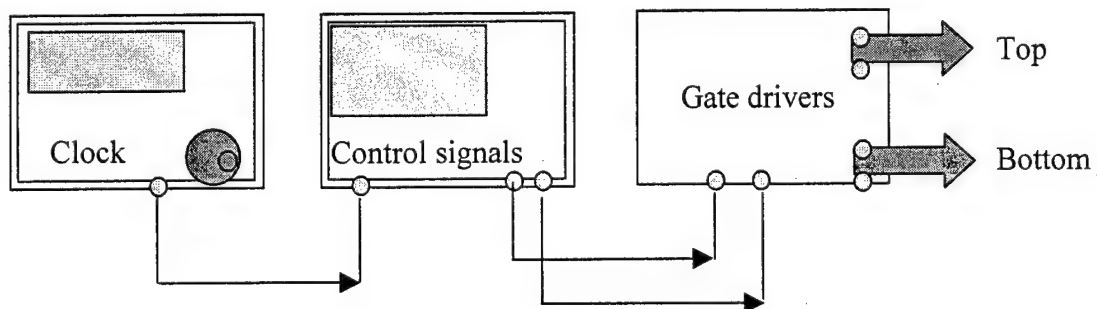 Clock
Control signals
Gate drivers
Top
Bottom